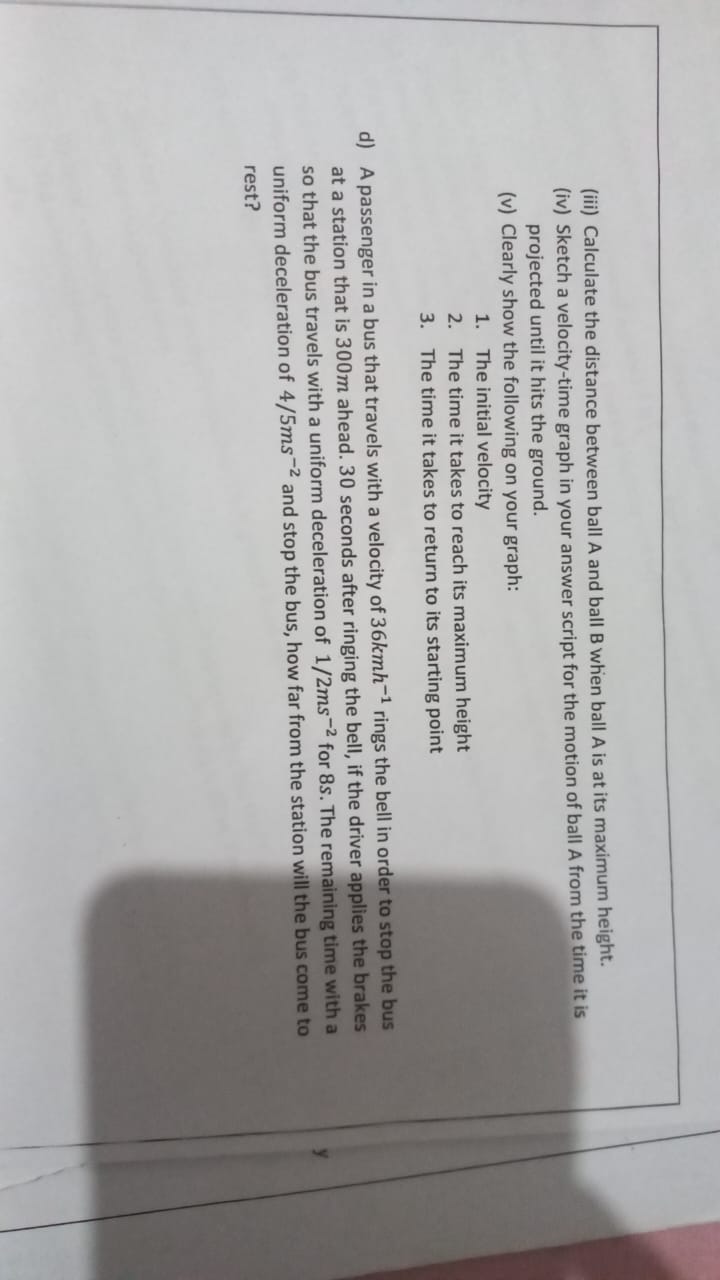 (iii) Calculate the distance between ball A and ball B when ball A is at its maximum height.
(iv) Sketch a velocity-time graph in your answer script for the motion of ball A from the time it is
projected until it hits the ground.
(v) Clearly show the following on your graph:
1. The initial velocity
2. The time it takes to reach its maximum height
3. The time it takes to return to its starting point
d) A passenger in a bus that travels with a velocity of 36kmh⁻¹ rings the bell in order to stop the bus
at a station that is 300m ahead. 30 seconds after ringing the bell, if the driver applies the brakes
so that the bus travels with a uniform deceleration of 1/2ms⁻² for 8s. The remaining time with a
uniform deceleration of 4/5ms⁻² and stop the bus, how far from the station will the bus come to
rest?
y